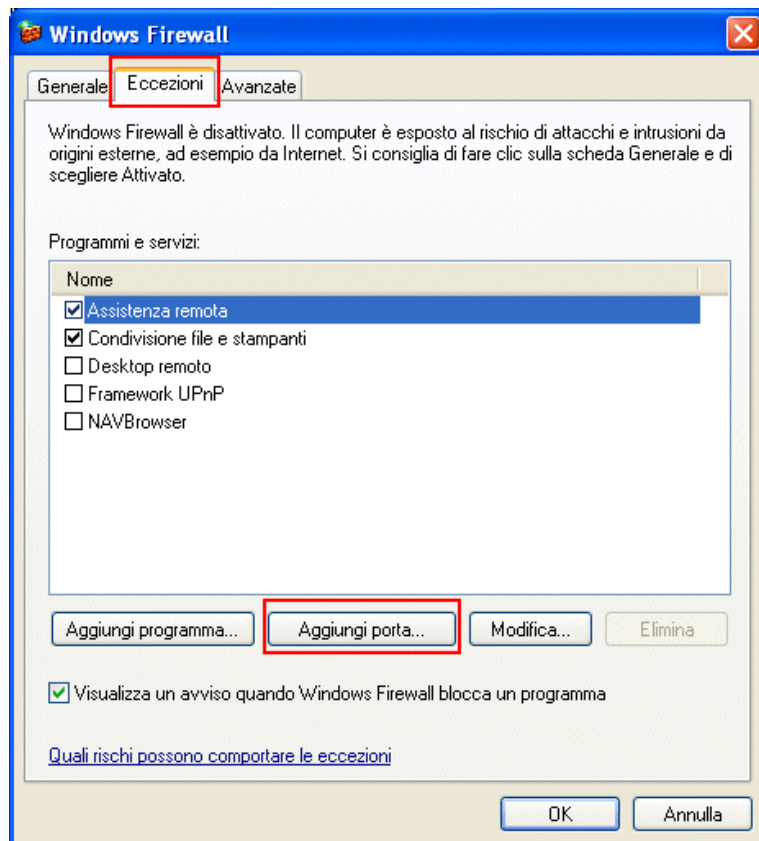 Windows Firewall
Generale Eccezioni Avanzate
Windows Firewall è disattivato. Il computer è esposto al rischio di attacchi e intrusioni da
origini esterne, ad esempio da Internet. Si consiglia di fare clic sulla scheda Generale e di
scegliere Attivato.
Programmi e servizi:
Nome
Assistenza remota
Condivisione file e stampanti
Desktop remoto
Framework UPnP
NAVBrowser
Aggiungi programma... Aggiungi porta... Modifica... Elimina
Visualizza un avviso quando Windows Firewall blocca un programma
Quali rischi possono comportare le eccezioni
OK Annulla